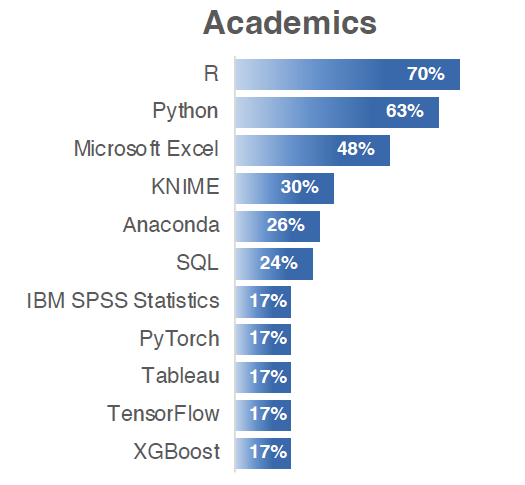 Academics
R 70%
Python 63%
Microsoft Excel 48%
KNIME 30%
Anaconda 26%
SQL 24%
IBM SPSS Statistics 17%
PyTorch 17%
Tableau 17%
TensorFlow 17%
XGBoost 17%